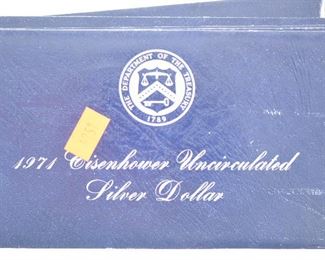 THE DEPARTMENT OF THE TREASURY
1789
1971 Eisenhower Uncirculated
Silver Dollar